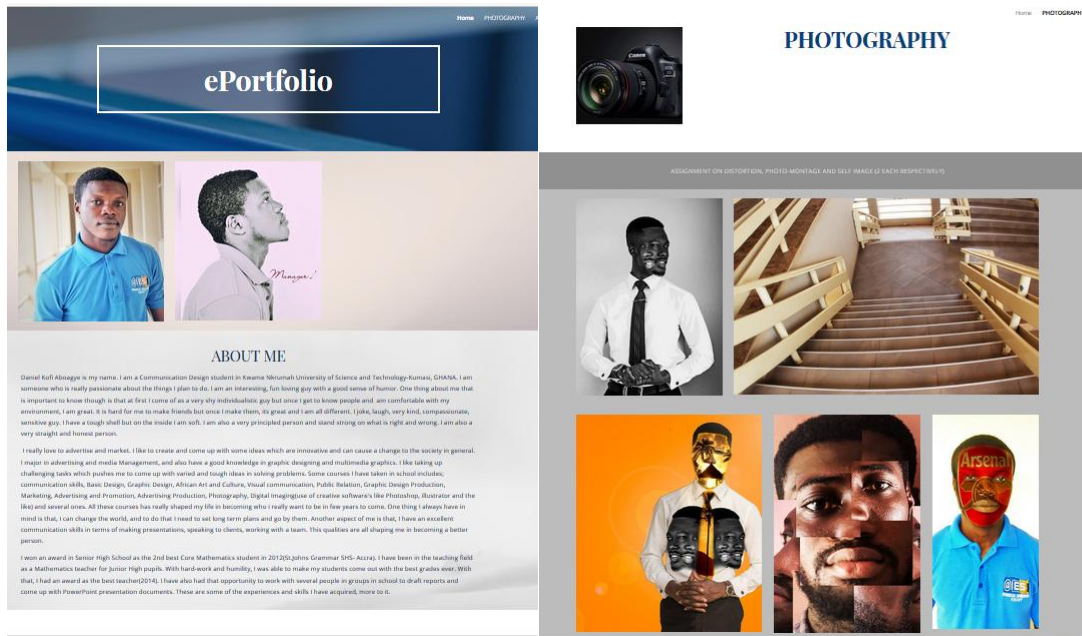 Home PHOTOGRAPHY
ePortfolio
Manager!
ABOUT ME
Daniel Kofi Aboagye is my name. I am a Communication Design student in Kwame Nkrumah University of Science and Technology-Kumasi, GHANA. I am
someone who is really passionate about the things I plan to do. I am an interesting, fun loving guy with a good sense of humor. One thing about me that
is important to know though is that at first I come of as a very shy individualistic guy but once i get to know people and am comfortable with my
environment, I am great. It is hard for me to make friends but once I make them, its great and I am all different. I joke, laugh, very kind, compassionate,
sensitive guy. I have a tough shell but on the inside I am soft. I am also a very principled person and stand strong on what is right and wrong. I am also a
very straight and honest person.
I really love to advertise and market. I like to create and come up with some ideas which are innovative and can cause a change to the society in general.
I major in advertising and media Management, and also have a good knowledge in graphic designing and multimedia graphics. I like taking up
challenging tasks which pushes me to come up with varied and tough ideas in solving problems. Some courses I have taken in school includes;
communication skills, Basic Design, Graphic Design, African Art and Culture, Visual communication, Public Relation, Graphic Design Production,
Marketing, Advertising and Promotion, Advertising Production, Photography, Digital Imaging(use of creative software's like Photoshop, illustrator and the
like) and several ones. All these courses has really shaped my life in becoming who i really want to be in few years to come. One thing I always have in
mind is that, I can change the world, and to do that I need to set long term plans and go by them. Another aspect of me is that, I have an excellent
communication skills in terms of making presentations, speaking to clients, working with a team. This qualities are all shaping me in becoming a better
person.
I won an award in Senior High School as the 2nd best Core Mathematics student in 2012(St.Johns Grammar SHS- Accra). I have been in the teaching field
as a Mathematics teacher for Junior High pupils. With hard-work and humility, I was able to make my students come out with the best grades ever. With
that, I had an award as the best teacher(2014). I have also had that opportunity to work with several people in groups in school to draft reports and
come up with PowerPoint presentation documents. These are some of the experiences and skills I have acquired, more to it.
Home PHOTOGRAPH
PHOTOGRAPHY
Canon
ASSIGNMENT ON DISTORTION, PHOTO-MONTAGE AND SELF IMAGE (2 EACH RESPECTIVELY)
Arsenal